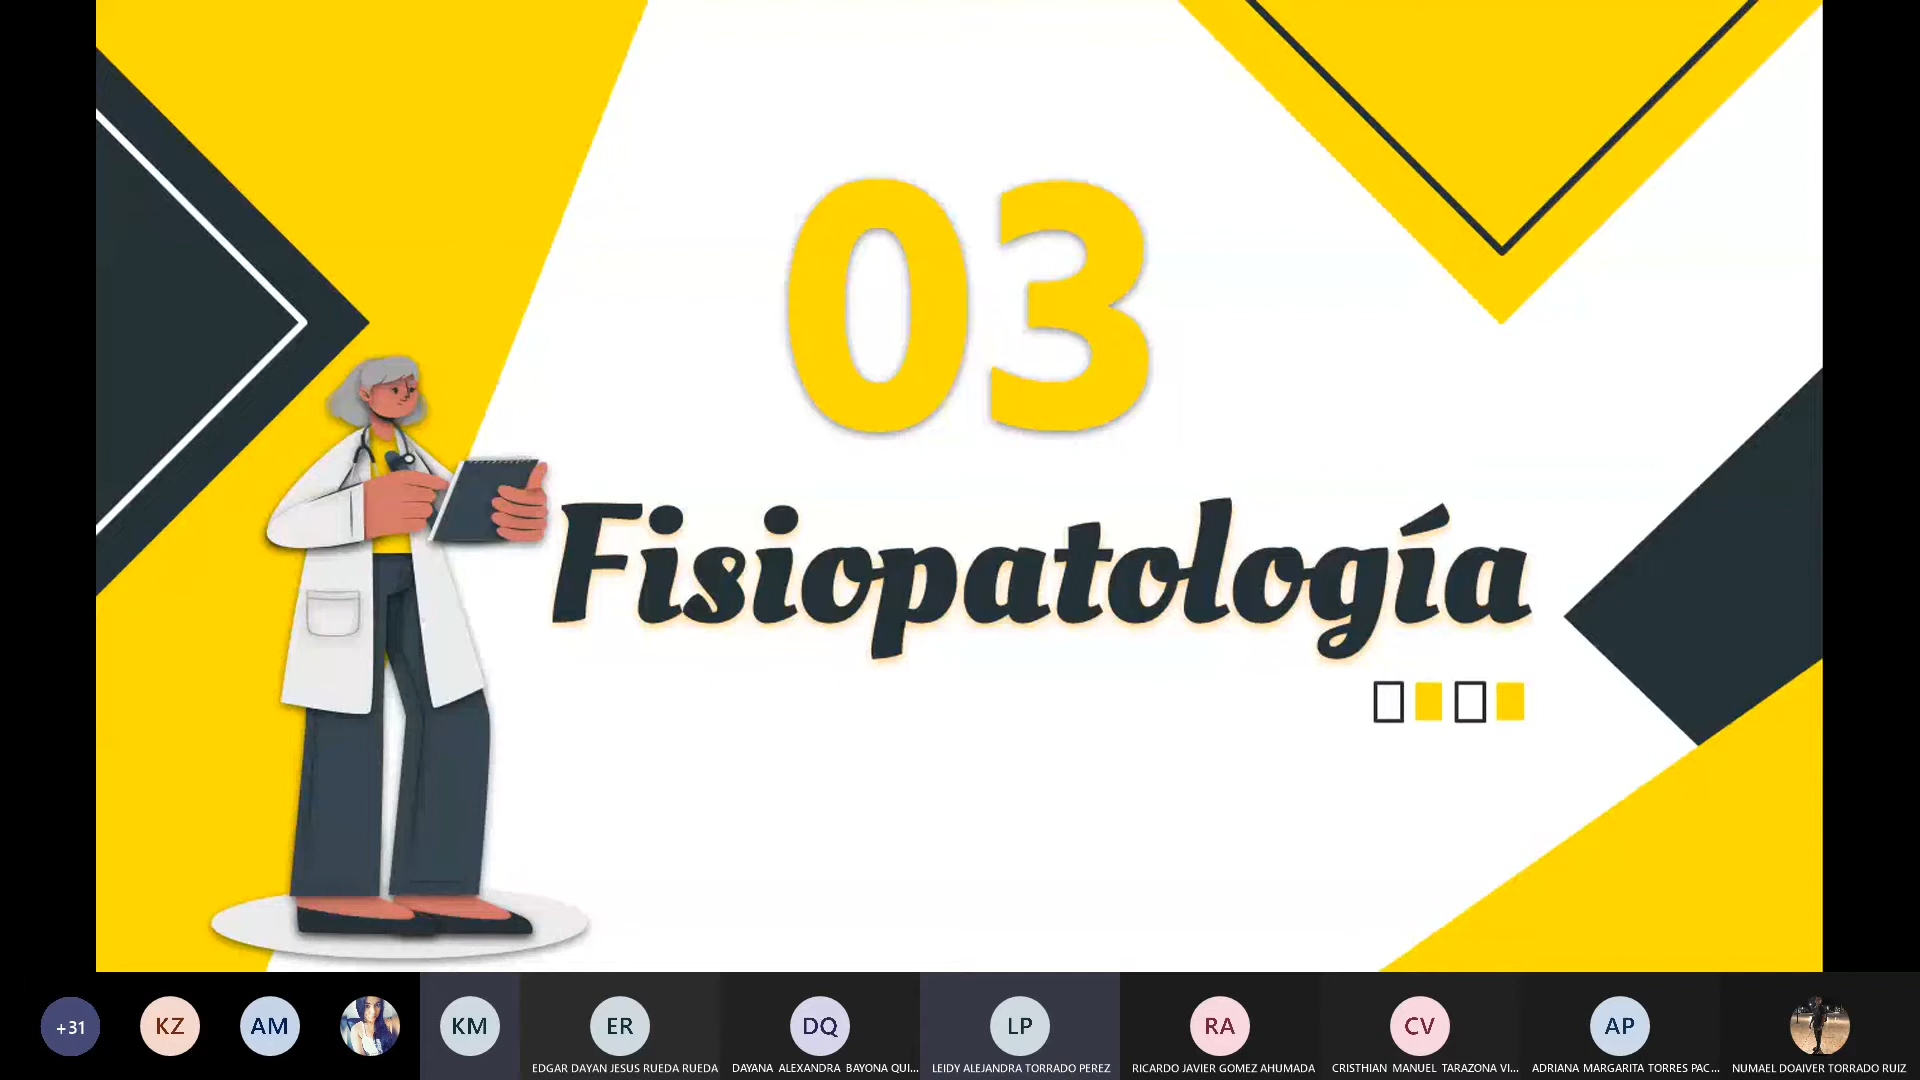 03
Fisiopatología
+31
KZ
AM
KM
ER
DQ
LP
RA
CV
AP
EDGAR DAYAN JESUS RUEDA RUEDA
DAYANA ALEXANDRA BAYONA QUI...
LEIDY ALEJANDRA TORRADO PEREZ
RICARDO JAVIER GOMEZ AHUMADA
CRISTHIAN MANUEL TARAZONA VI...
ADRIANA MARGARITA TORRES PAC...
NUMAEL DOAIVER TORRADO RUIZ